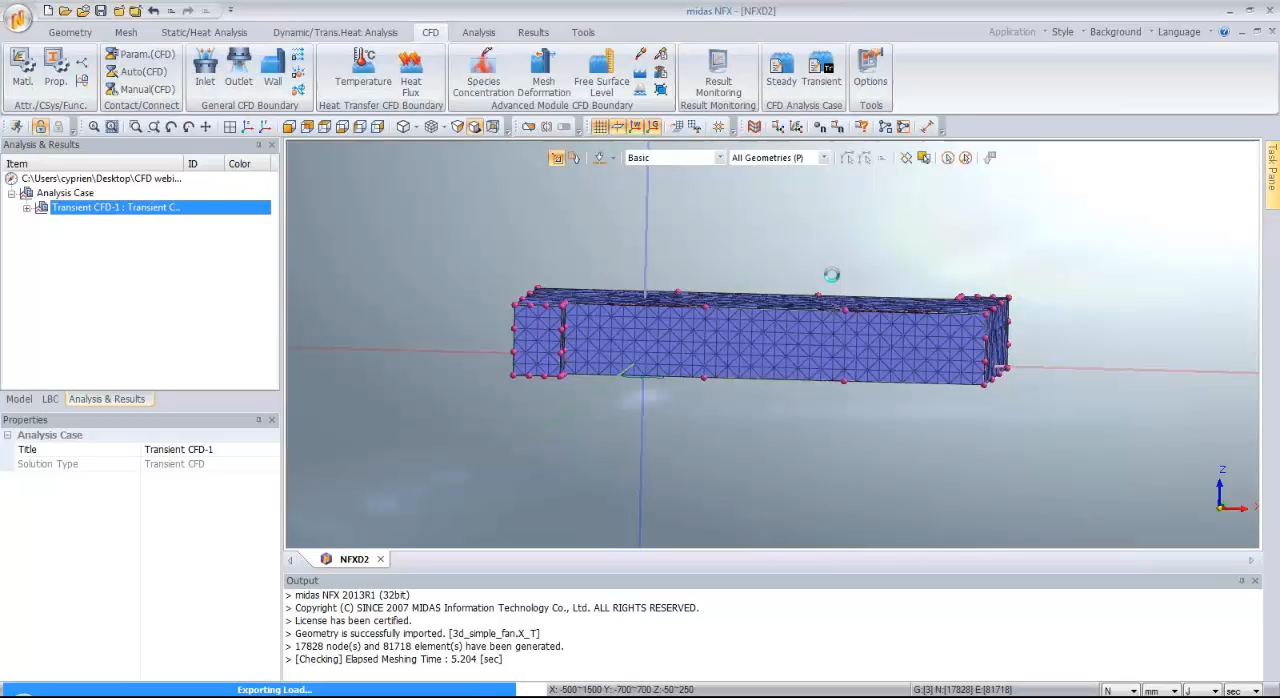 midas NFX - [NFXD2]
Geometry Mesh Static/Heat Analysis Dynamic/Trans.Heat Analysis CFD Analysis Results Tools Application Style Background Language
Matl. Prop. Param.(CFD) Auto(CFD) Manual(CFD)
Inlet Outlet Wall
Temperature Heat Flux
Species Concentration Mesh Deformation Free Surface Level
Result Monitoring
Steady Transient
Options
Attr./CSys/Func. Contact/Connect General CFD Boundary Heat Transfer CFD Boundary Advanced Module CFD Boundary Result Monitoring CFD Analysis Case Tools
Analysis & Results
Item ID Color
C:\Users\cyprien\Desktop\CFD webi...
Analysis Case
Transient CFD-1 : Transient C...
Basic All Geometries (P)
Task Pane
Model LBC Analysis & Results
Properties
Analysis Case
Title Transient CFD-1
Solution Type Transient CFD
Z
X
NFXD2
Output
> midas NFX 2013R1 (32bit)
> Copyright (C) SINCE 2007 MIDAS Information Technology Co., Ltd. ALL RIGHTS RESERVED.
> License has been certified.
> Geometry is successfully imported. [3d_simple_fan.X_T]
> 17828 node(s) and 81718 element(s) have been generated.
> [Checking] Elapsed Meshing Time : 5.204 [sec]
Exporting Load... X:-500~1500 Y:-700~700 Z:-50~250 G:[3] N:[17828] E:[81718] N mm J sec